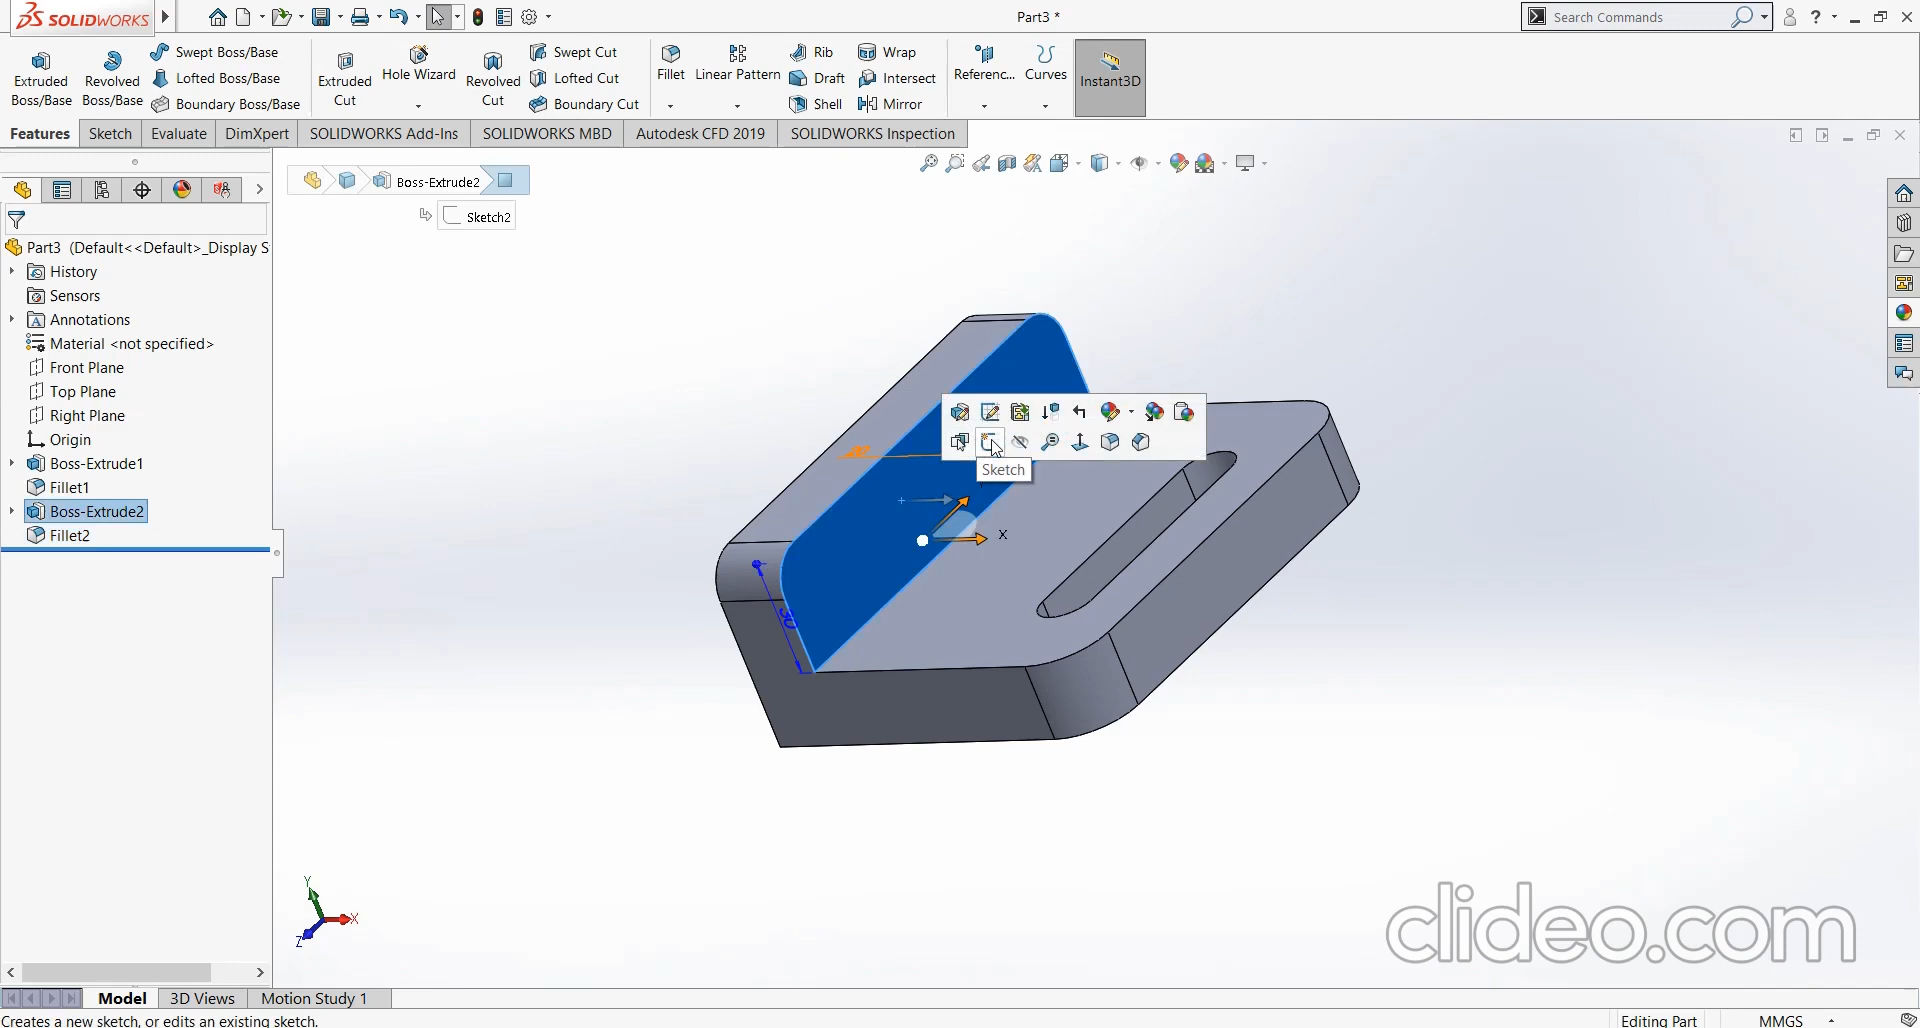 SOLIDWORKS
Part3 *
Search Commands
Extruded Boss/Base
Revolved Boss/Base
Swept Boss/Base
Lofted Boss/Base
Boundary Boss/Base
Extruded Cut
Hole Wizard
Revolved Cut
Swept Cut
Lofted Cut
Boundary Cut
Fillet
Linear Pattern
Rib
Draft
Shell
Wrap
Intersect
Mirror
Referenc...
Curves
Instant3D
Features
Sketch
Evaluate
DimXpert
SOLIDWORKS Add-Ins
SOLIDWORKS MBD
Autodesk CFD 2019
SOLIDWORKS Inspection
Boss-Extrude2
Sketch2
Part3 (Default<<Default>_Display S
History
Sensors
Annotations
Material <not specified>
Front Plane
Top Plane
Right Plane
Origin
Boss-Extrude1
Fillet1
Boss-Extrude2
Fillet2
Sketch
X
30
Y
X
Z
clideo.com
Model
3D Views
Motion Study 1
Creates a new sketch, or edits an existing sketch.
Editing Part
MMGS